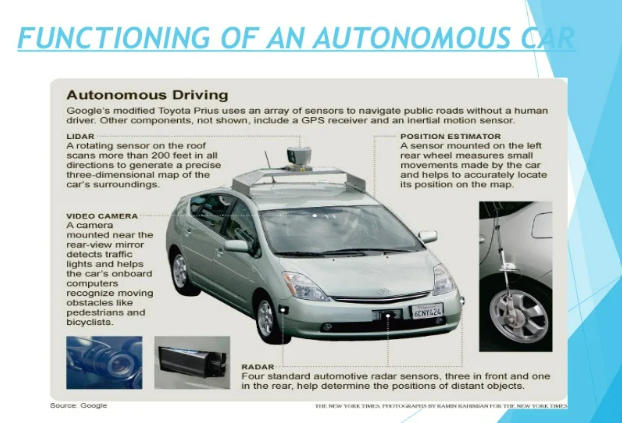 FUNCTIONING OF AN AUTONOMOUS CAR
Autonomous Driving
Google's modified Toyota Prius uses an array of sensors to navigate public roads without a human
driver. Other components, not shown, include a GPS receiver and an inertial motion sensor.
LIDAR
A rotating sensor on the roof
scans more than 200 feet in all
directions to generate a precise
three-dimensional map of the
car's surroundings.
POSITION ESTIMATOR
A sensor mounted on the left
rear wheel measures small
movements made by the car
and helps to accurately locate
its position on the map.
VIDEO CAMERA
A camera
mounted near the
rear-view mirror
detects traffic
lights and helps
the car's onboard
computers
recognize moving
obstacles like
pedestrians and
bicyclists.
RADAR
Four standard automotive radar sensors, three in front and one
in the rear, help determine the positions of distant objects.
Source: Google
THE NEW YORK TIMES; PHOTOGRAPHS BY RAMIN RAHIMIAN FOR THE NEW YORK TIMES